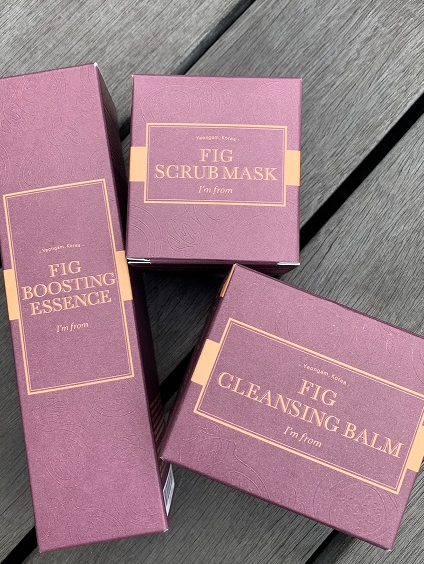 - Yeongam, Korea -
FIG
BOOSTING
ESSENCE
I'm from
- Yeongam, Korea -
FIG
SCRUB MASK
I'm from
- Yeongam, Korea -
FIG
CLEANSING BALM
I'm from